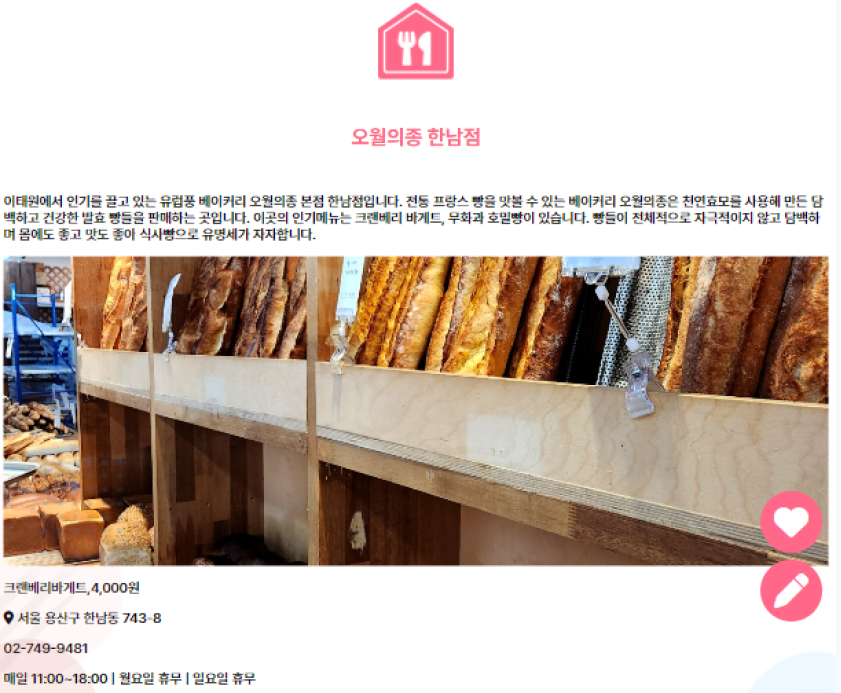 오월의종 한남점
이태원에서 인기를 끌고 있는 유럽풍 베이커리 오월의종 본점 한남점입니다. 전통 프랑스 빵을 맛볼 수 있는 베이커리 오월의종은 천연효모를 사용해 만든 담
백하고 건강한 발효 빵들을 판매하는 곳입니다. 이곳의 인기메뉴는 크랜베리 바게트, 무화과 호밀빵이 있습니다. 빵들이 전체적으로 자극적이지 않고 담백하
며 몸에도 좋고 맛도 좋아 식사빵으로 유명세가 자자합니다.
크랜베리바게트,4,000원
서울 용산구 한남동 743-8
02-749-9481
매일 11:00~18:00 | 월요일 휴무 | 일요일 휴무